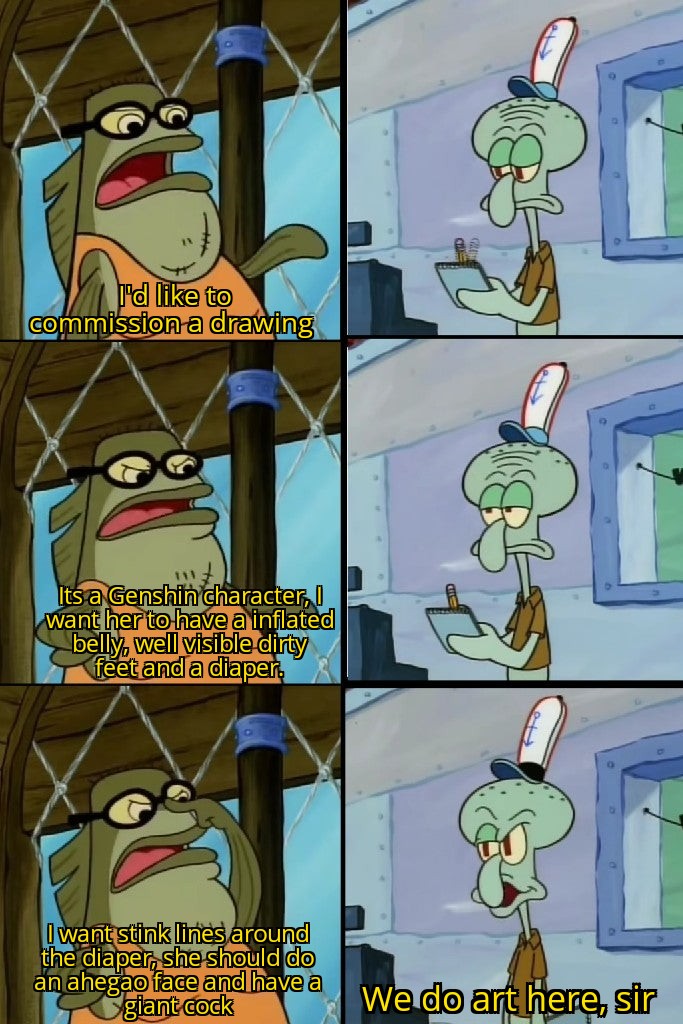 I'd like to
commission a drawing
Its a Genshin character, I
want her to have a inflated
belly, well visible dirty
feet and a diaper.
I want stink lines around
the diaper, she should do
an ahegao face and have a
giant cock
We do art here, sir